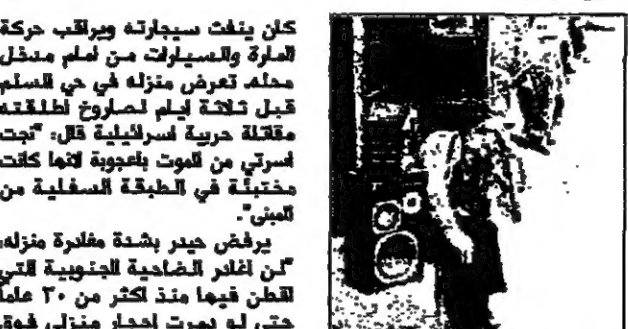 كان ينفث سيجارته ويراقب حركة
المارة والسيارات من امام مدخل
محله. تعرض منزله في حي السلم
قبل ثلاثة ايام لصاروخ اطلقته
مقاتلة حربية اسرائيلية قال: "نجت
اسرتي من الموت باعجوبة لانها كانت
مختبئة في الطبقة السفلية من
المبنى".
يرفض حيدر بشدة مغادرة منزله.
"لن اغادر الضاحية الجنوبية التي
اقطن فيها منذ اكثر من ٣٠ عاما
حتى لو دمرت احجار منزلي فوق